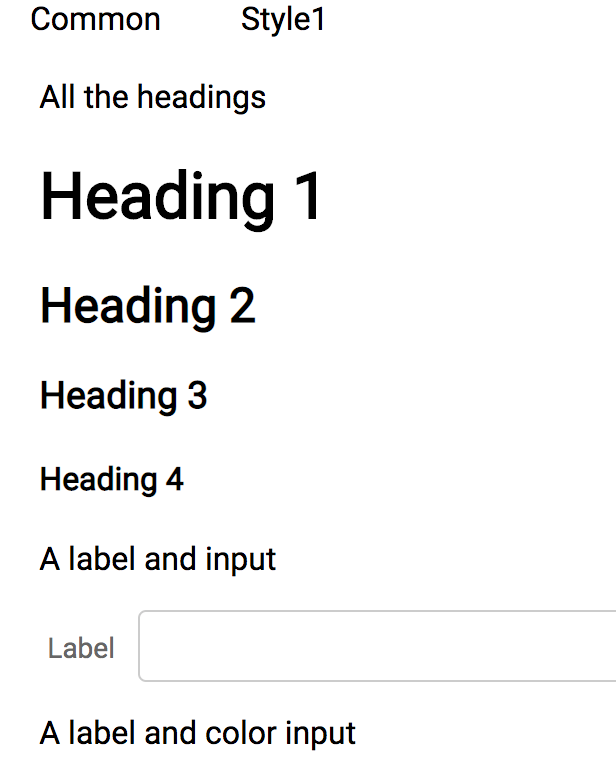 Common Style1
All the headings
Heading 1
Heading 2
Heading 3
Heading 4
A label and input
Label
A label and color input